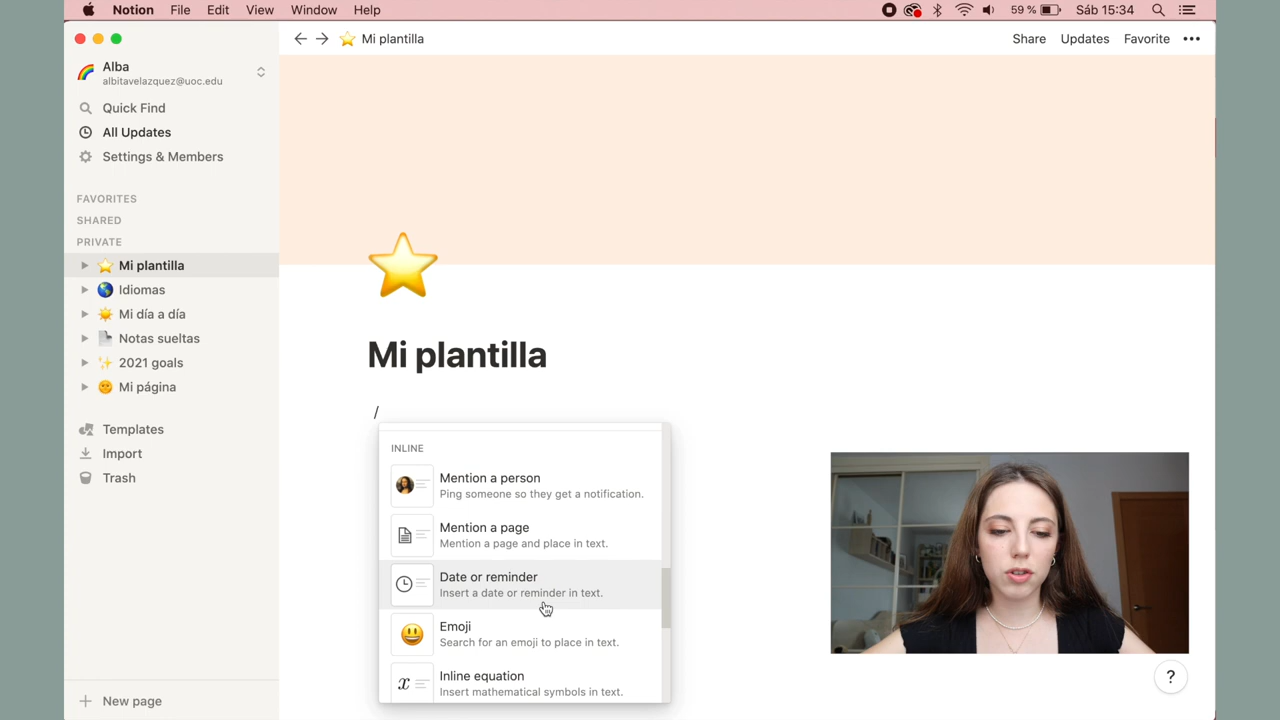 Notion File Edit View Window Help 59 % Sáb 15:34
Mi plantilla Share Updates Favorite •••
Alba
albitavelazquez@uoc.edu
Quick Find
All Updates
Settings & Members
FAVORITES
SHARED
PRIVATE
Mi plantilla
Idiomas
Mi día a día
Notas sueltas
2021 goals
Mi página
Templates
Import
Trash
New page
Mi plantilla
/
INLINE
Mention a person
Ping someone so they get a notification.
Mention a page
Mention a page and place in text.
Date or reminder
Insert a date or reminder in text.
Emoji
Search for an emoji to place in text.
x
Inline equation
Insert mathematical symbols in text.
?